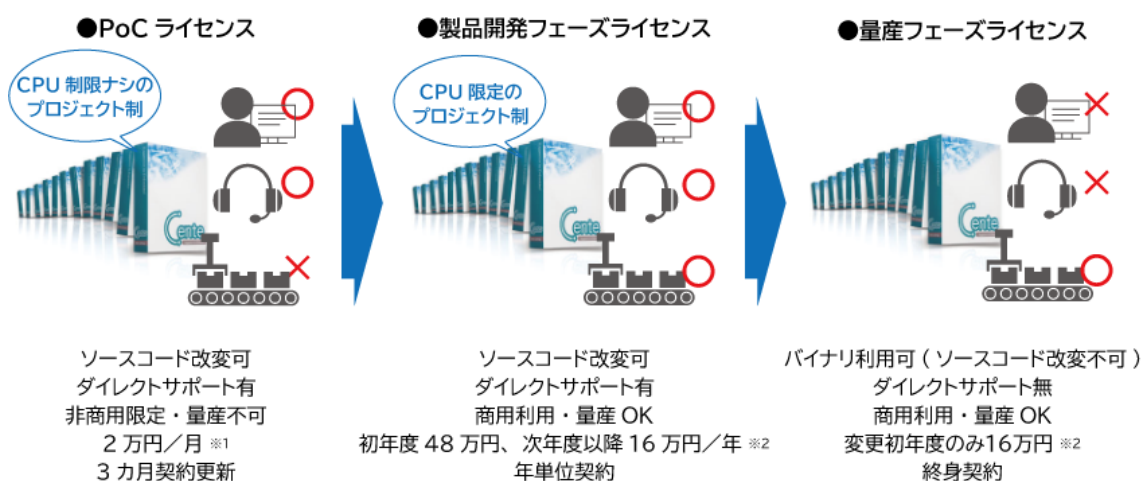 ●PoC ライセンス
CPU 制限ナシの
プロジェクト制
Cente
ソースコード改変可
ダイレクトサポート有
非商用限定・量産不可
2 万円／月 ※1
3 カ月契約更新
●製品開発フェーズライセンス
CPU 限定の
プロジェクト制
Cente
ソースコード改変可
ダイレクトサポート有
商用利用・量産 OK
初年度 48 万円、次年度以降 16 万円／年 ※2
年単位契約
●量産フェーズライセンス
Cente
バイナリ利用可 ( ソースコード改変不可 )
ダイレクトサポート無
商用利用・量産 OK
変更初年度のみ16万円 ※2
終身契約